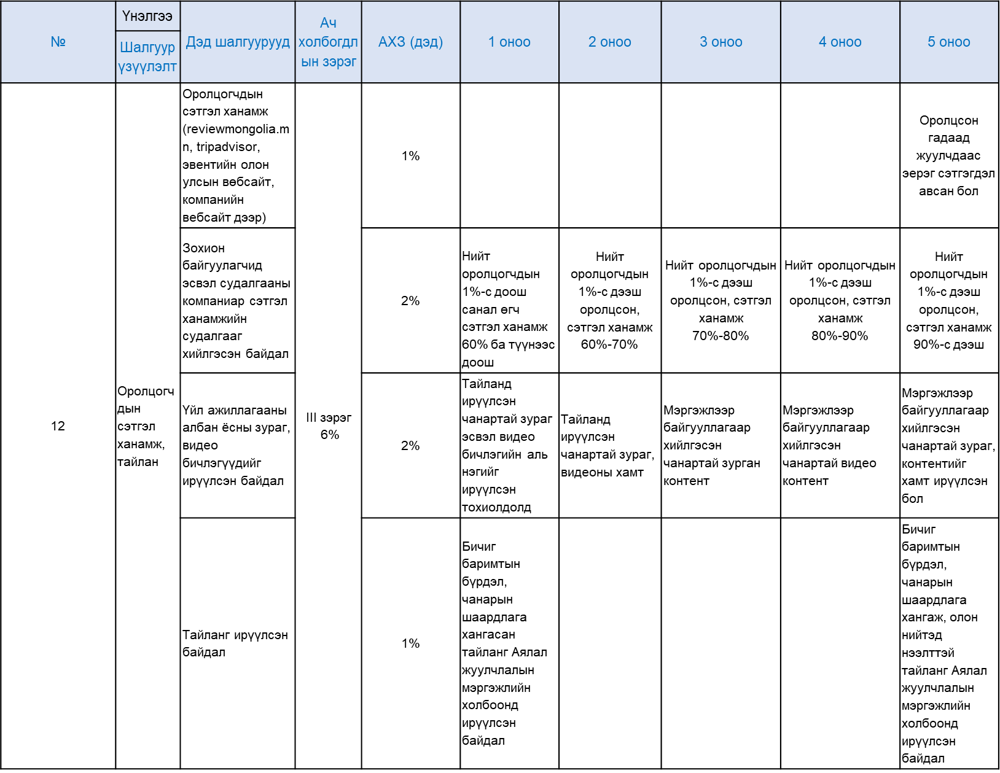 №
Үнэлгээ
Шалгуур
үзүүлэлт
Дэд шалгуурууд
Ач
холбогдл
ын зэрэг
АХЗ (дэд)
1 оноо
2 оноо
3 оноо
4 оноо
5 оноо
12
Оролцогч
дын
сэтгэл
ханамж,
тайлан
Оролцогчдын
сэтгэл ханамж
(reviewmongolia.m
n, tripadvisor,
эвентийн олон
улсын вөбсайт,
компанийн
вебсайт дээр)
III зэрэг
6%
1%
Оролцсон
гадаад
жуулчдаас
эерэг сэтгэгдэл
авсан бол
Зохион
байгуулагчид
эсвэл судалгааны
компаниар сэтгэл
ханамжийн
судалгааг
хийлгэсэн байдал
2%
Нийт
оролцогчдын
1%-с доош
санал өгч
сэтгэл ханамж
60% ба түүнээс
доош
Нийт
оролцогчдын
1%-с дээш
оролцсон,
сэтгэл ханамж
60%-70%
Нийт оролцогчдын
1%-с дээш
оролцсон, сэтгэл
ханамж
70%-80%
Нийт оролцогчдын
1%-с дээш
оролцсон, сэтгэл
ханамж
80%-90%
Нийт
оролцогчдын
1%-с дээш
оролцсон,
сэтгэл ханамж
90%-с дээш
Үйл ажиллагааны
албан ёсны зураг,
видео
бичлэгүүдийг
ирүүлсэн байдал
2%
Тайланд
ирүүлсэн
чанартай зураг
эсвэл видео
бичлэгийн аль
нэгийг
ирүүлсэн
тохиолдолд
Тайланд
ирүүлсэн
чанартай зураг,
видеоны хамт
Мэргэжлээр
байгууллагаар
хийлгэсэн
чанартай зурган
контент
Мэргэжлээр
байгууллагаар
хийлгэсэн
чанартай видео
контент
Мэргэжлээр
байгууллагаар
хийлгэсэн
чанартай зураг,
контентийг
хамт ирүүлсэн
бол
Тайланг ирүүлсэн
байдал
1%
Бичиг
баримтын
бүрдэл,
чанарын
шаардлага
хангасан
тайланг Аялал
жуулчлалын
мэргэжлийн
холбоонд
ирүүлсэн
байдал
Бичиг
баримтын
бүрдэл,
чанарын
шаардлага
хангаж, олон
нийтэд
нээлттэй
тайланг Аялал
жуулчлалын
мэргэжлийн
холбоонд
ирүүлсэн
байдал